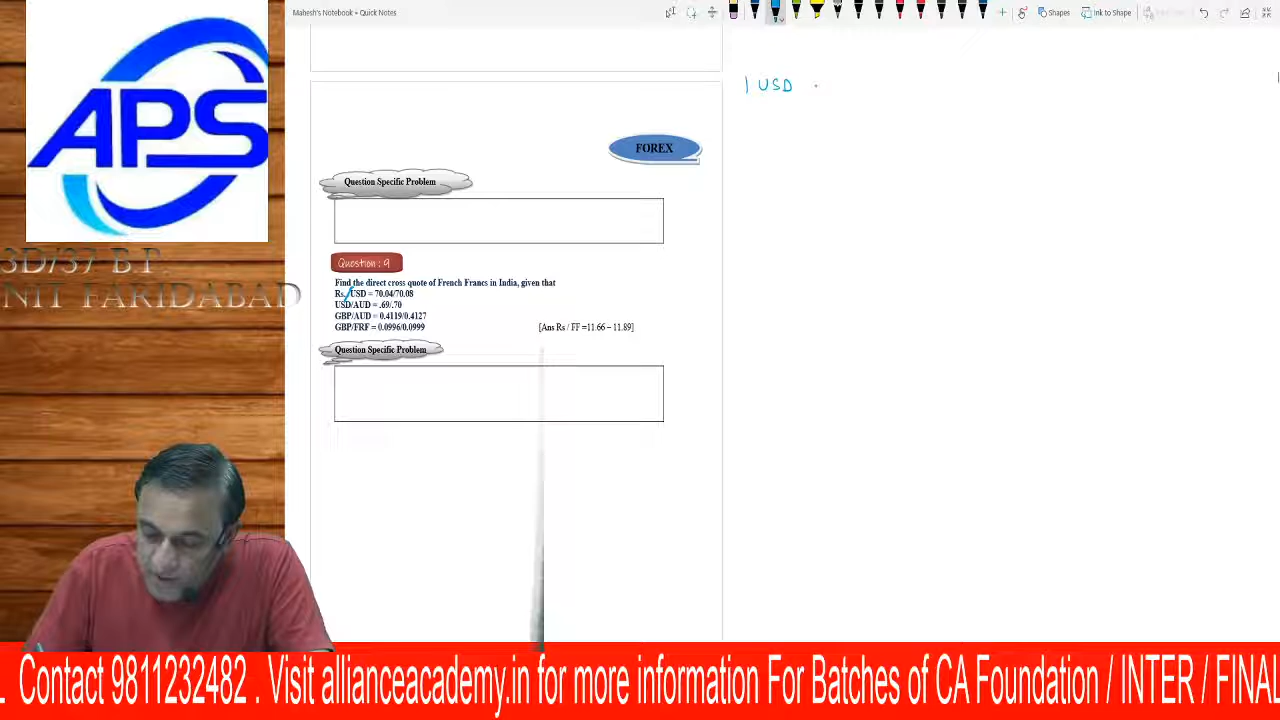 Mahesh's Notebook » Quick Notes
Shapes
Ink to Shape
APS
3D/37 B.P.
NIT FARIDABAD
1 USD
FOREX
Question Specific Problem
Question : 9
Find the direct cross quote of French Francs in India, given that
Rs./USD = 70.04/70.08
USD/AUD = .69/.70
GBP/AUD = 0.4119/0.4127
GBP/FRF = 0.0996/0.0999 [Ans Rs / FF =11.66 – 11.89]
Question Specific Problem
. Contact 9811232482 . Visit allianceacademy.in for more information For Batches of CA Foundation / INTER / FINAL